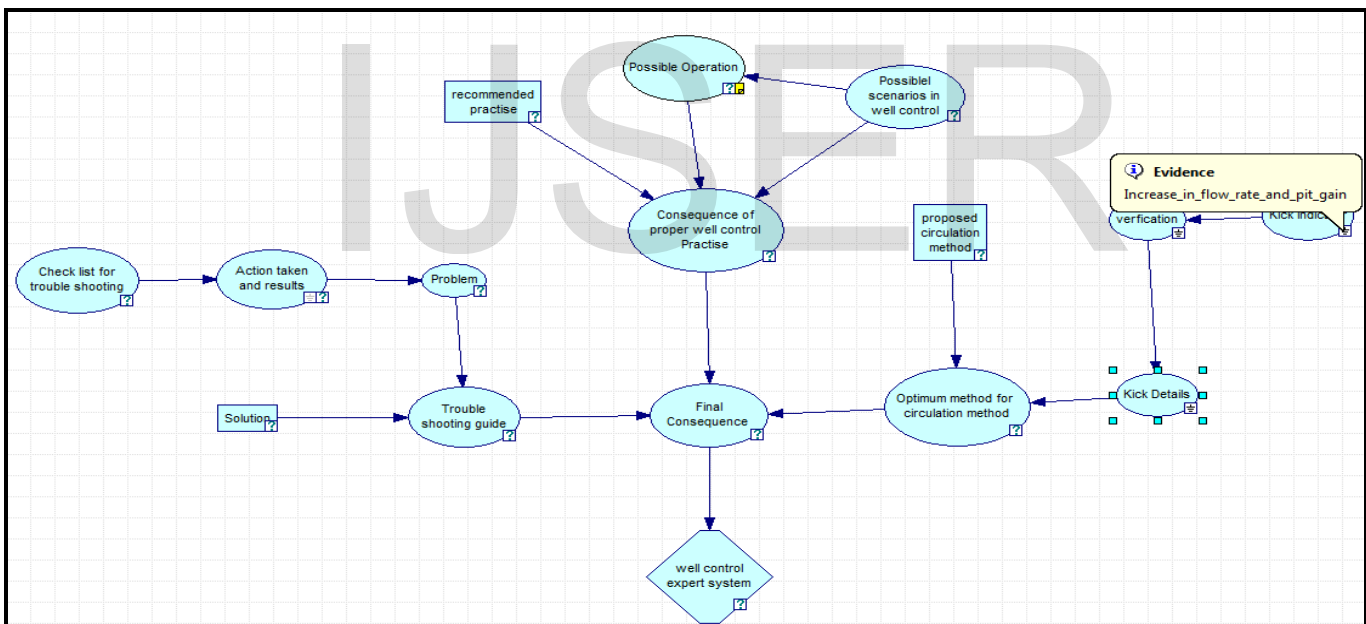 IJSER
Possible Operation
Possiblel
scenarios in
well control
recommended
practise
Evidence
Increase_in_flow_rate_and_pit_gain
Consequence of
proper well control
Practise
proposed
circulation
method
verfication
Check list for
trouble shooting
Action taken
and results
Problem
Solution
Trouble
shooting guide
Final
Consequence
Optimum method for
circulation method
Kick Details
well control
expert system